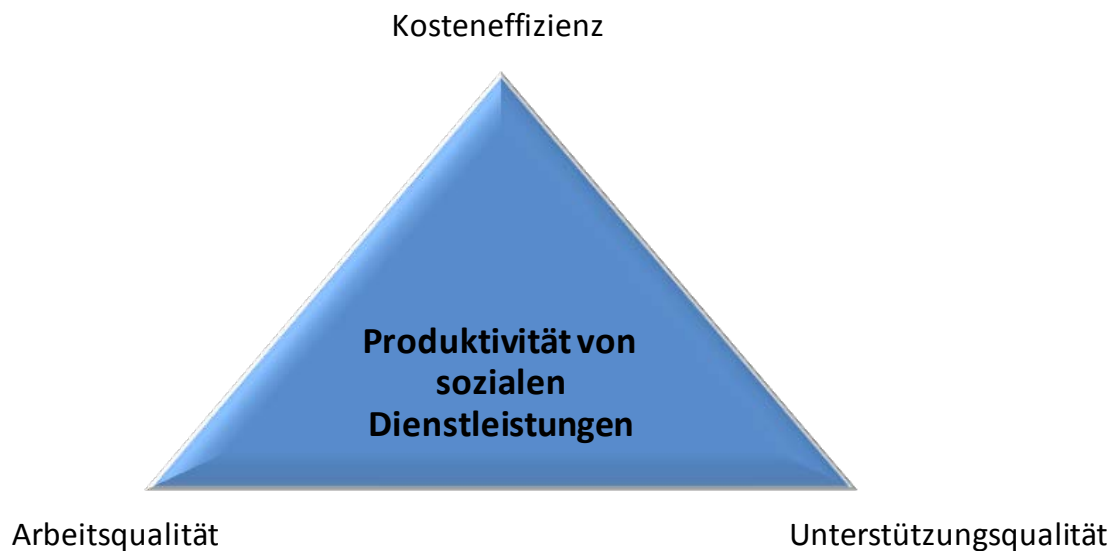 Kosteneffizienz
Produktivität von
sozialen
Dienstleistungen
Arbeitsqualität
Unterstützungsqualität